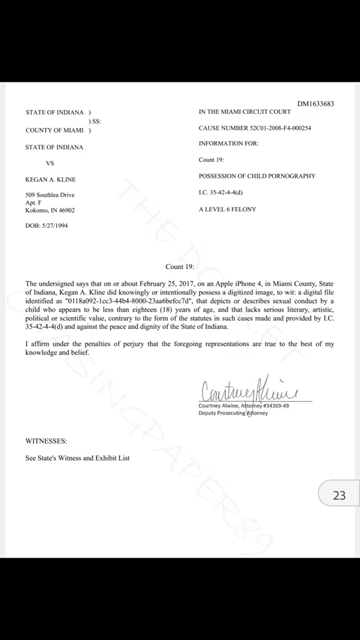 DM1633683
STATE OF INDIANA )
) SS:
COUNTY OF MIAMI )
STATE OF INDIANA
VS
KEGAN A. KLINE
509 Southlea Drive
Apt. F
Kokomo, IN 46902
DOB: 5/27/1994
IN THE MIAMI CIRCUIT COURT
CAUSE NUMBER 52C01-2008-F4-000254
INFORMATION FOR:
Count 19:
POSSESSION OF CHILD PORNOGRAPHY
I.C. 35-42-4-4(d)
A LEVEL 6 FELONY
Count 19:
The undersigned says that on or about February 25, 2017, on an Apple iPhone 4, in Miami County, State
of Indiana, Kegan A. Kline did knowingly or intentionally possess a digitized image, to wit: a digital file
identified as "0118a092-1cc3-44b4-8000-23aa6befcc7d", that depicts or describes sexual conduct by a
child who appears to be less than eighteen (18) years of age, and that lacks serious literary, artistic,
political or scientific value, contrary to the form of the statutes in such cases made and provided by I.C.
35-42-4-4(d) and against the peace and dignity of the State of Indiana.
I affirm under the penalties of perjury that the foregoing representations are true to the best of my
knowledge and belief.
Courtney Alwine
Courtney Alwine, Attorney #34369-49
Deputy Prosecuting Attorney
WITNESSES:
See State's Witness and Exhibit List
23